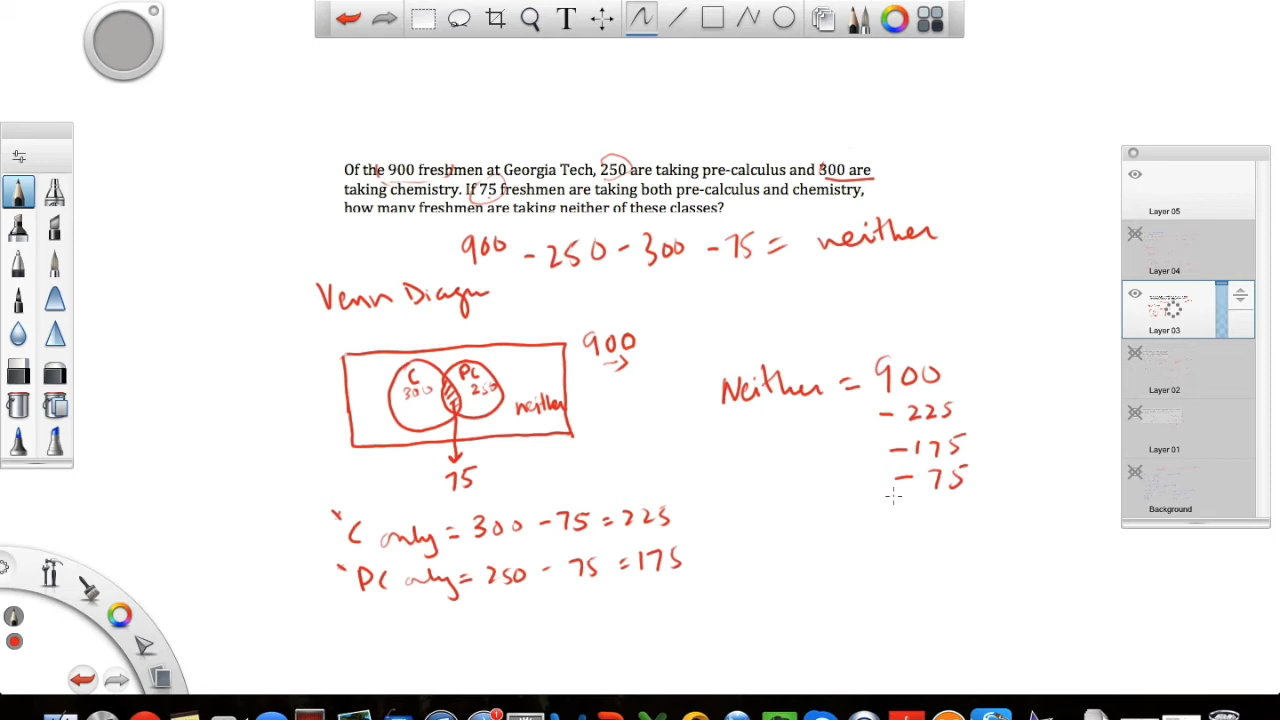 Of the 900 freshmen at Georgia Tech, 250 are taking pre-calculus and 300 are
taking chemistry. If 75 freshmen are taking both pre-calculus and chemistry,
how many freshmen are taking neither of these classes?
900 - 250 - 300 - 75 = neither
Venn Diagm
900
C
300
PC
250
neither
75
Neither = 900
- 225
- 175
- 75
*C only = 300 - 75 = 225
*PC only = 250 - 75 = 175
T
Layer 05
Layer 04
Layer 03
Layer 02
Layer 01
Background
1